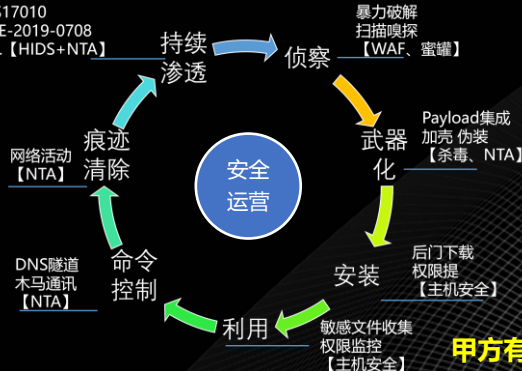 S17010
E-2019-0708
【HIDS+NTA】
持续
渗透
侦察
暴力破解
扫描嗅探
【WAF、蜜罐】
武器
化
Payload集成
加壳 伪装
【杀毒、NTA】
痕迹
清除
网络活动
【NTA】
安全
运营
安装
后门下载
权限提
【主机安全】
命令
控制
DNS隧道
木马通讯
【NTA】
利用
敏感文件收集
权限监控
【主机安全】
甲方有